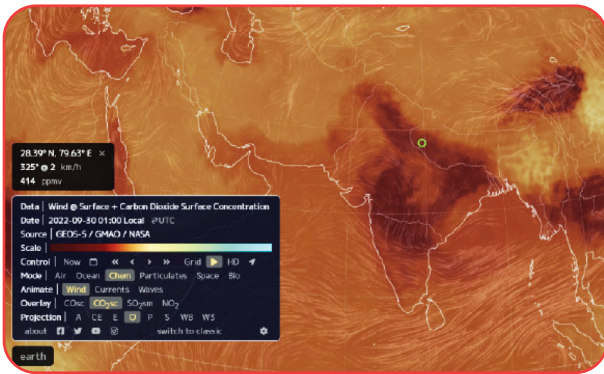 28.39° N, 79.63° E ×
325° @ 2 km/h
414 ppmv
Data | Wind @ Surface + Carbon Dioxide Surface Concentration
Date | 2022-09-30 01:00 Local ⇄UTC
Source | GEOS-5 / GMAO / NASA
Scale
Control | Now « ‹ › » Grid ▶ HD
Mode | Air Ocean Chem Particulates Space Bio
Animate | Wind Currents Waves
Overlay | COsc CO₂sc SO₂sm NO₂
Projection | A CE E O P S WB W3
about switch to classic
earth